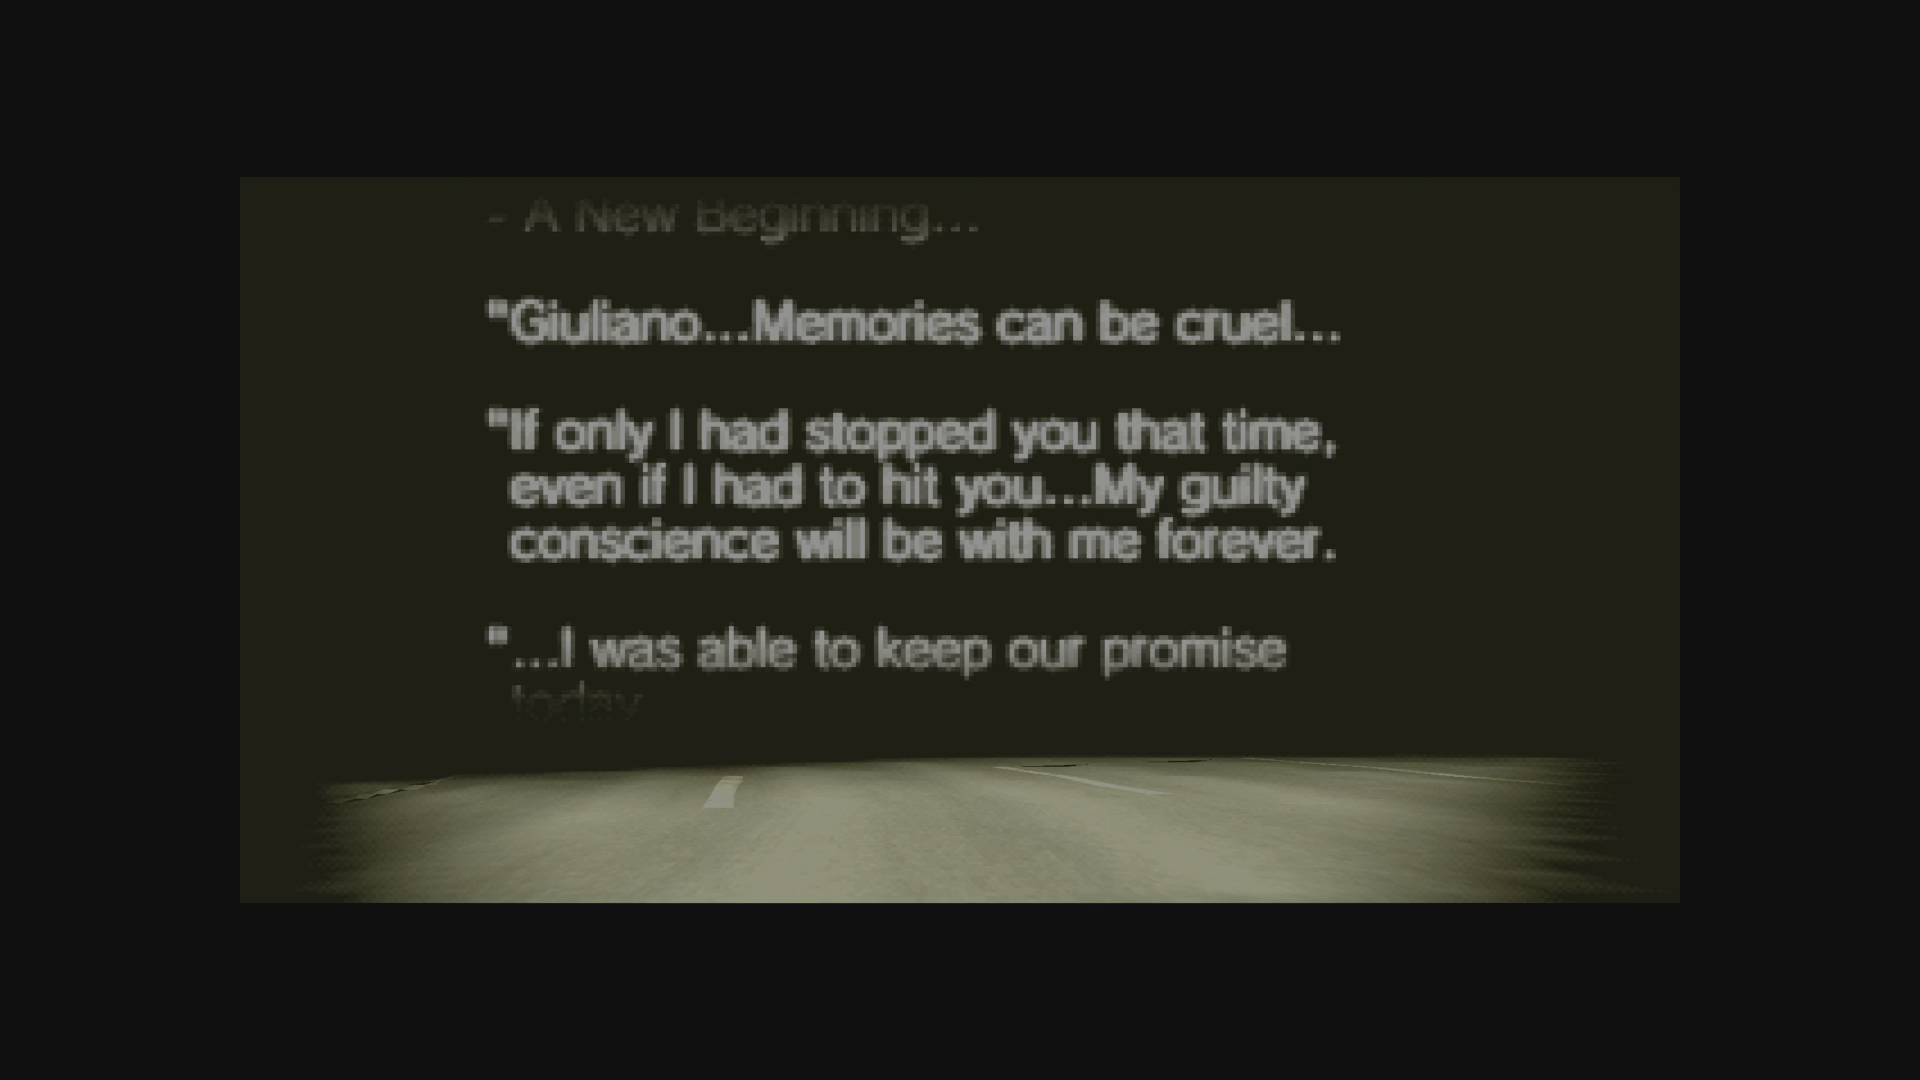 - A New Beginning...
"Giuliano...Memories can be cruel...
"If only I had stopped you that time,
even if I had to hit you...My guilty
conscience will be with me forever.
"...I was able to keep our promise
today